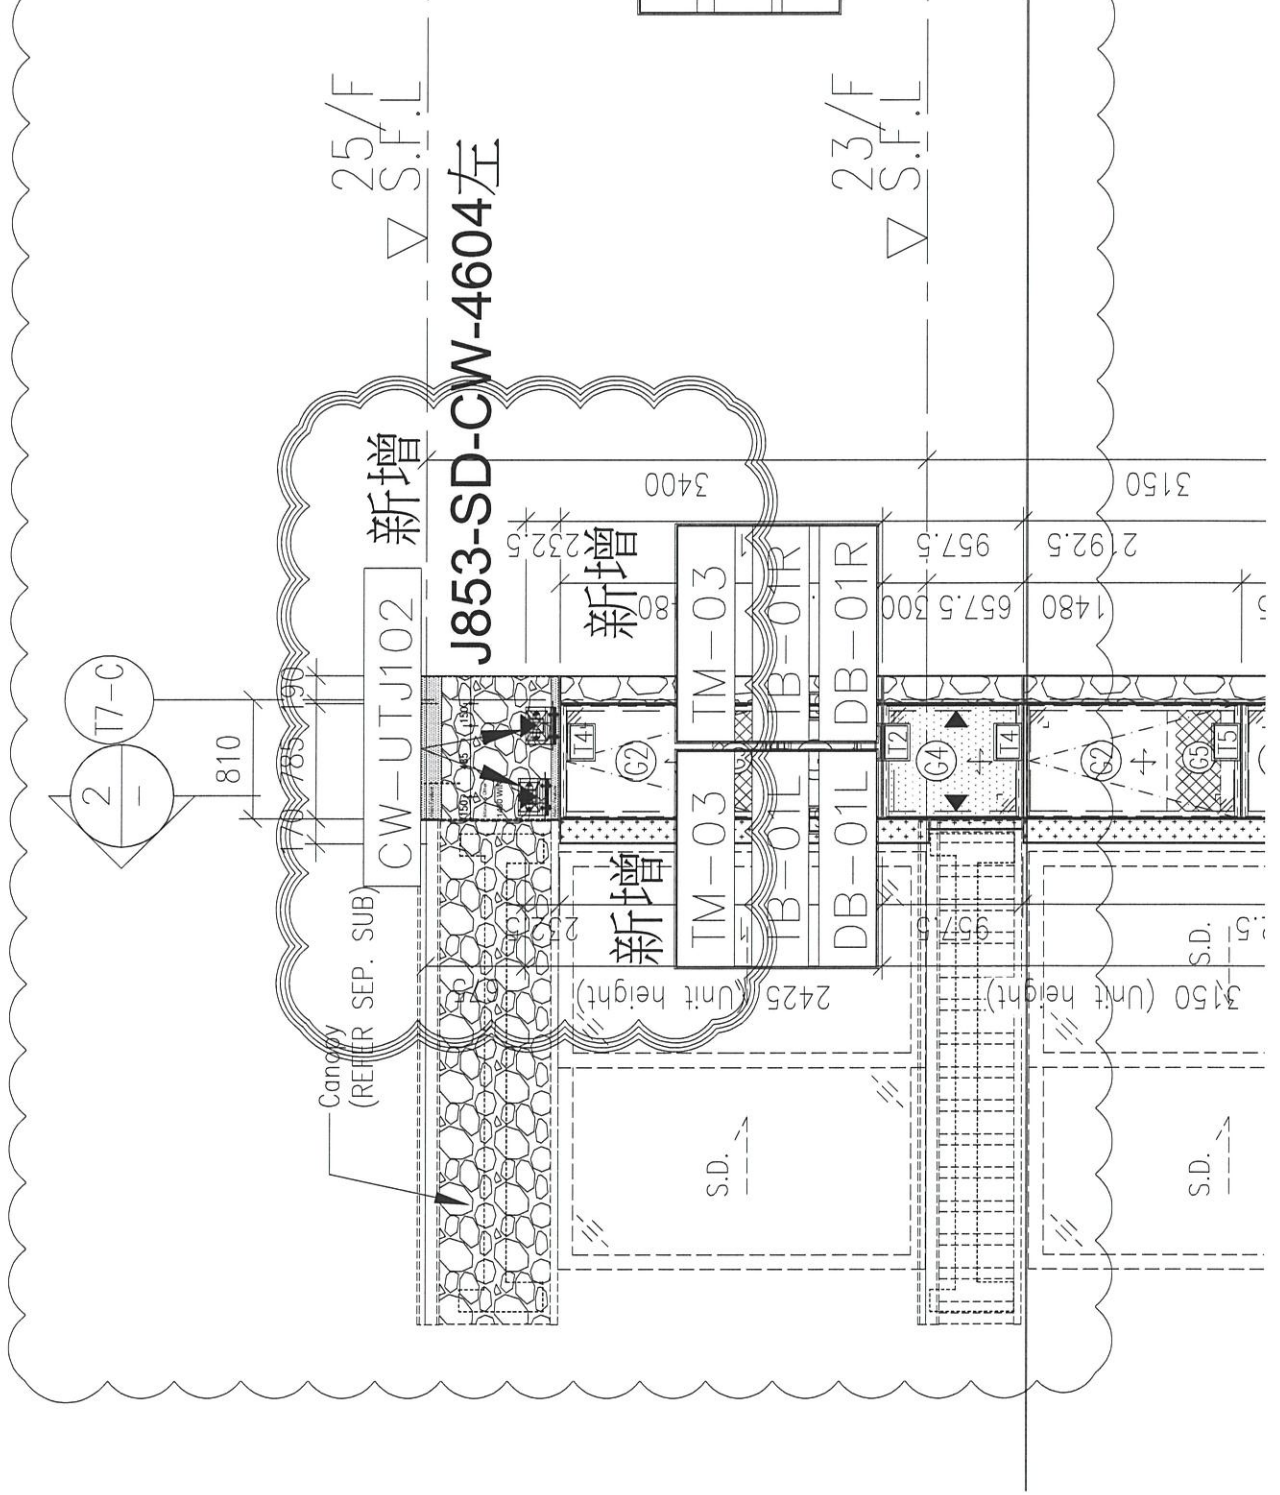 25/F
S.F.L
23/F
S.F.L
J853-SD-CW-4604左
新增
CW-UTJ102
T7-C
2
-
810
190
785
170
3400
3150
232.5
957.5
2192.5
300
657.5
1480
新增
TM-03
TB-01R
DB-01R
新增
TM-03
TB-01L
DB-01L
150
150
T4
G2
T2
G4
T4
G2
G5
T5
Canopy
(REFER SEP. SUB)
675
2425 (Unit height)
957.5
3150 (Unit height)
S.D.
S.D.
S.D.